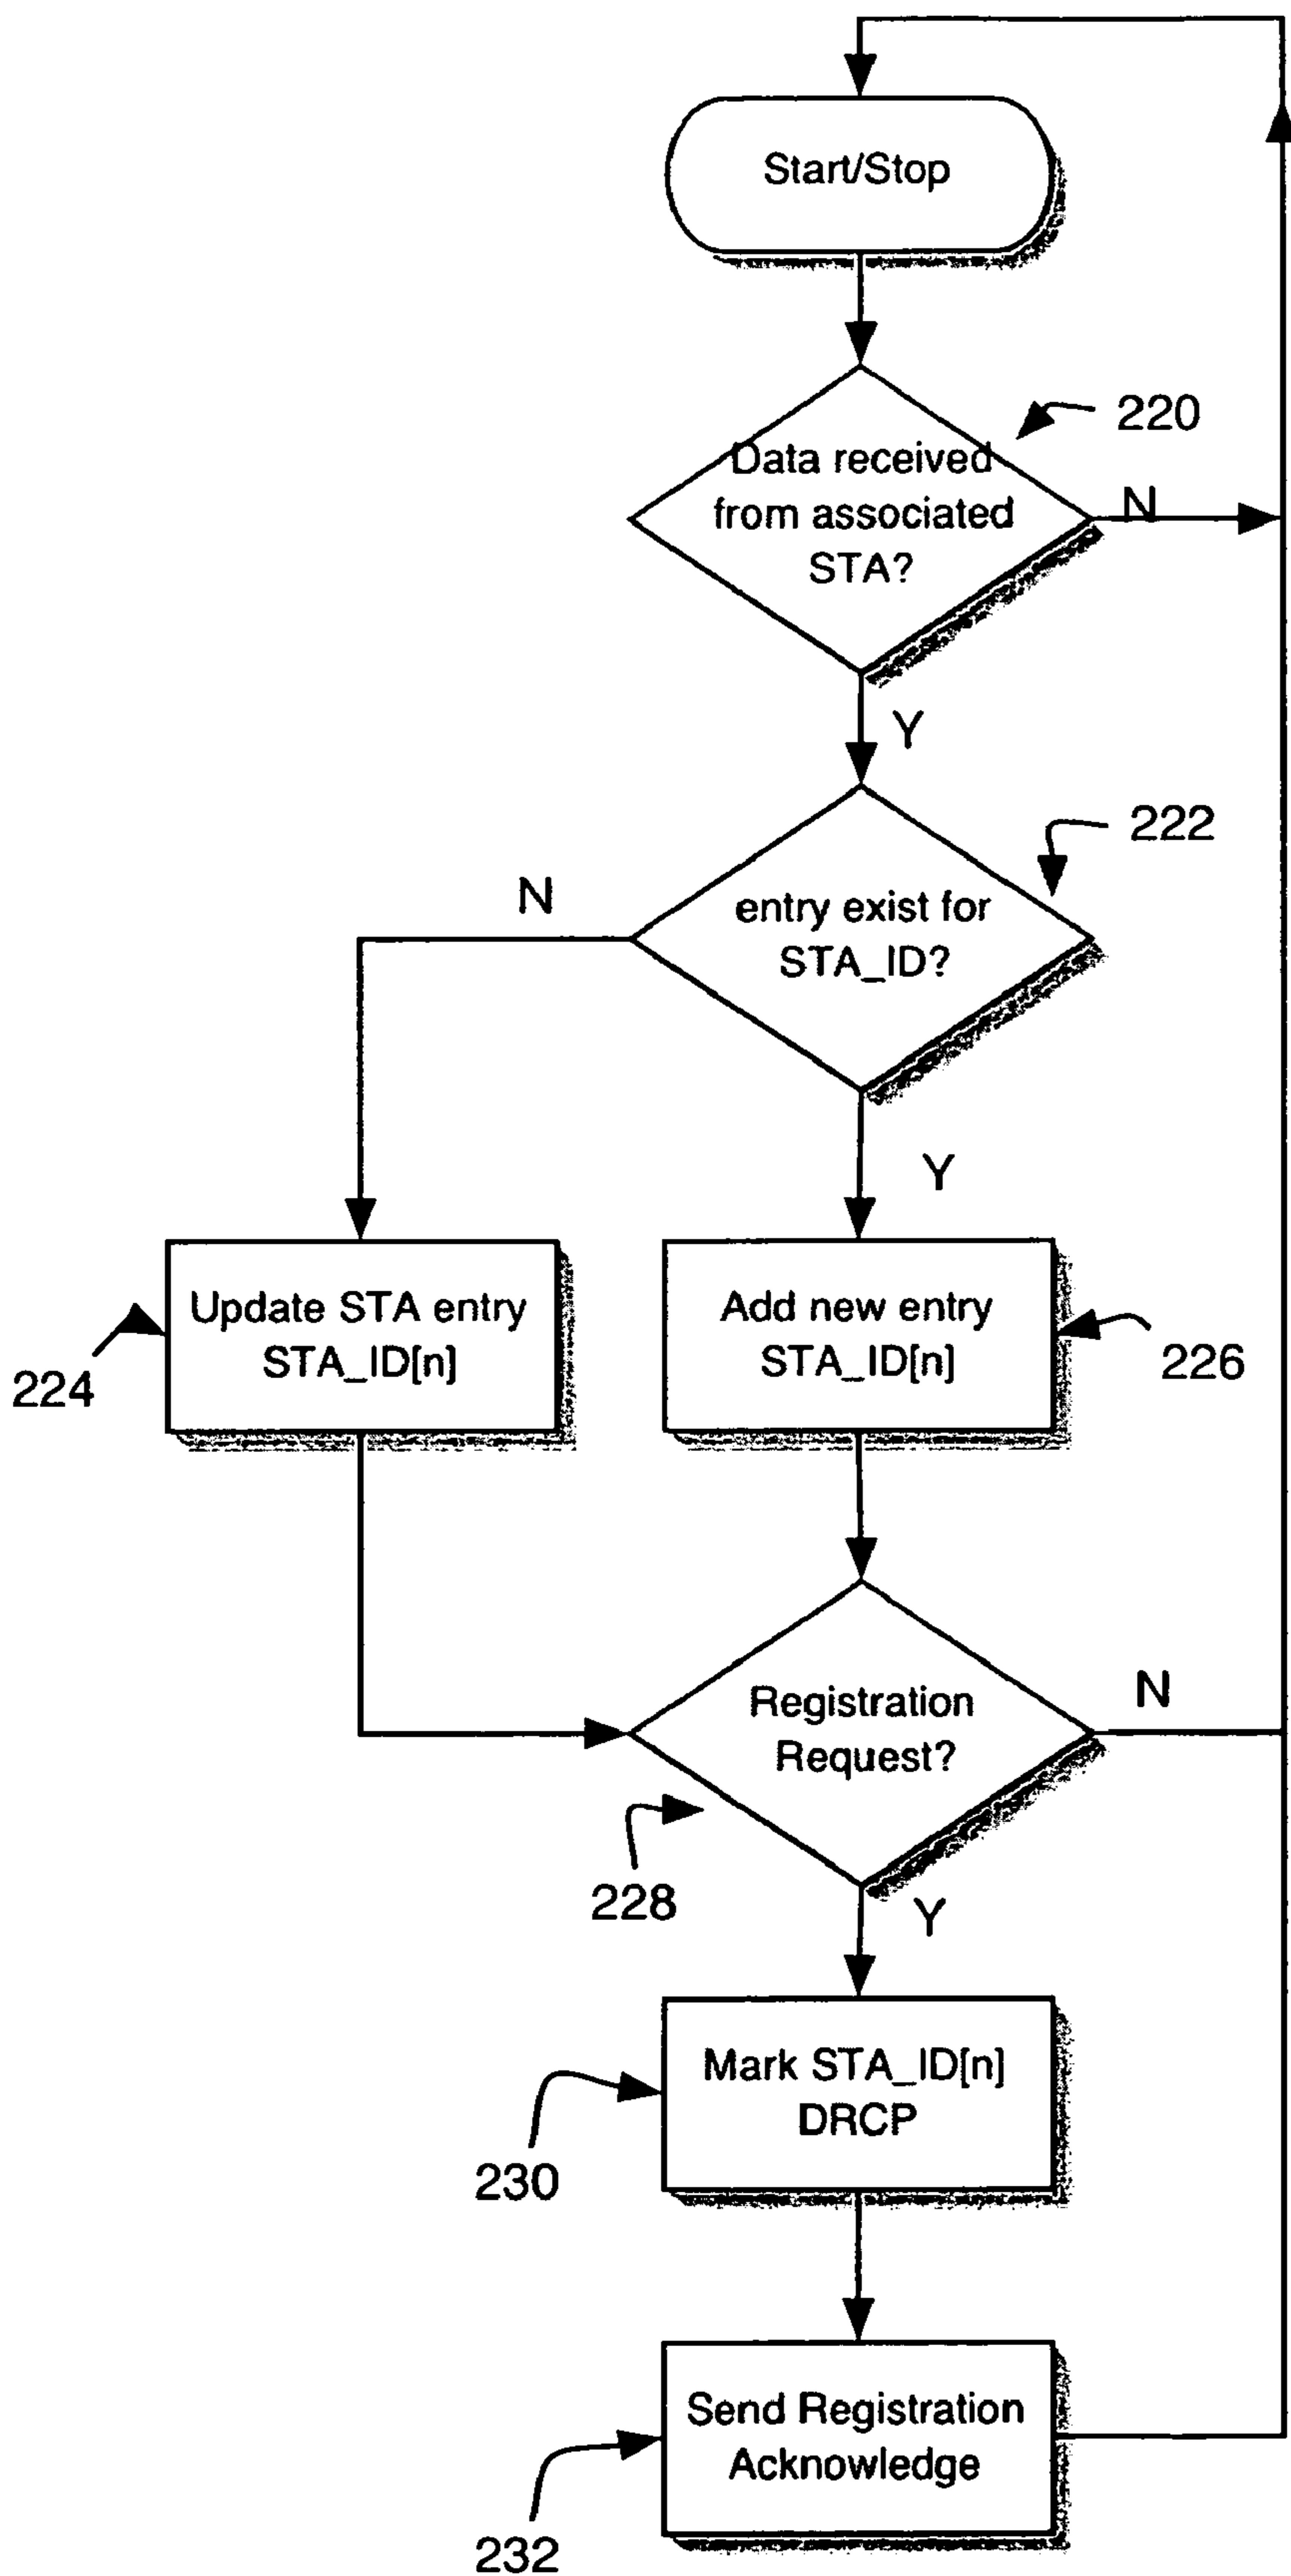 Start/Stop
220
Data received
from associated
STA?
N
Y
222
N
entry exist for
STA_ID?
Y
Update STA entry
STA_ID[n]
224
Add new entry
STA_ID[n]
226
Registration
Request?
N
228
Y
Mark STA_ID[n]
DRCP
230
Send Registration
Acknowledge
232